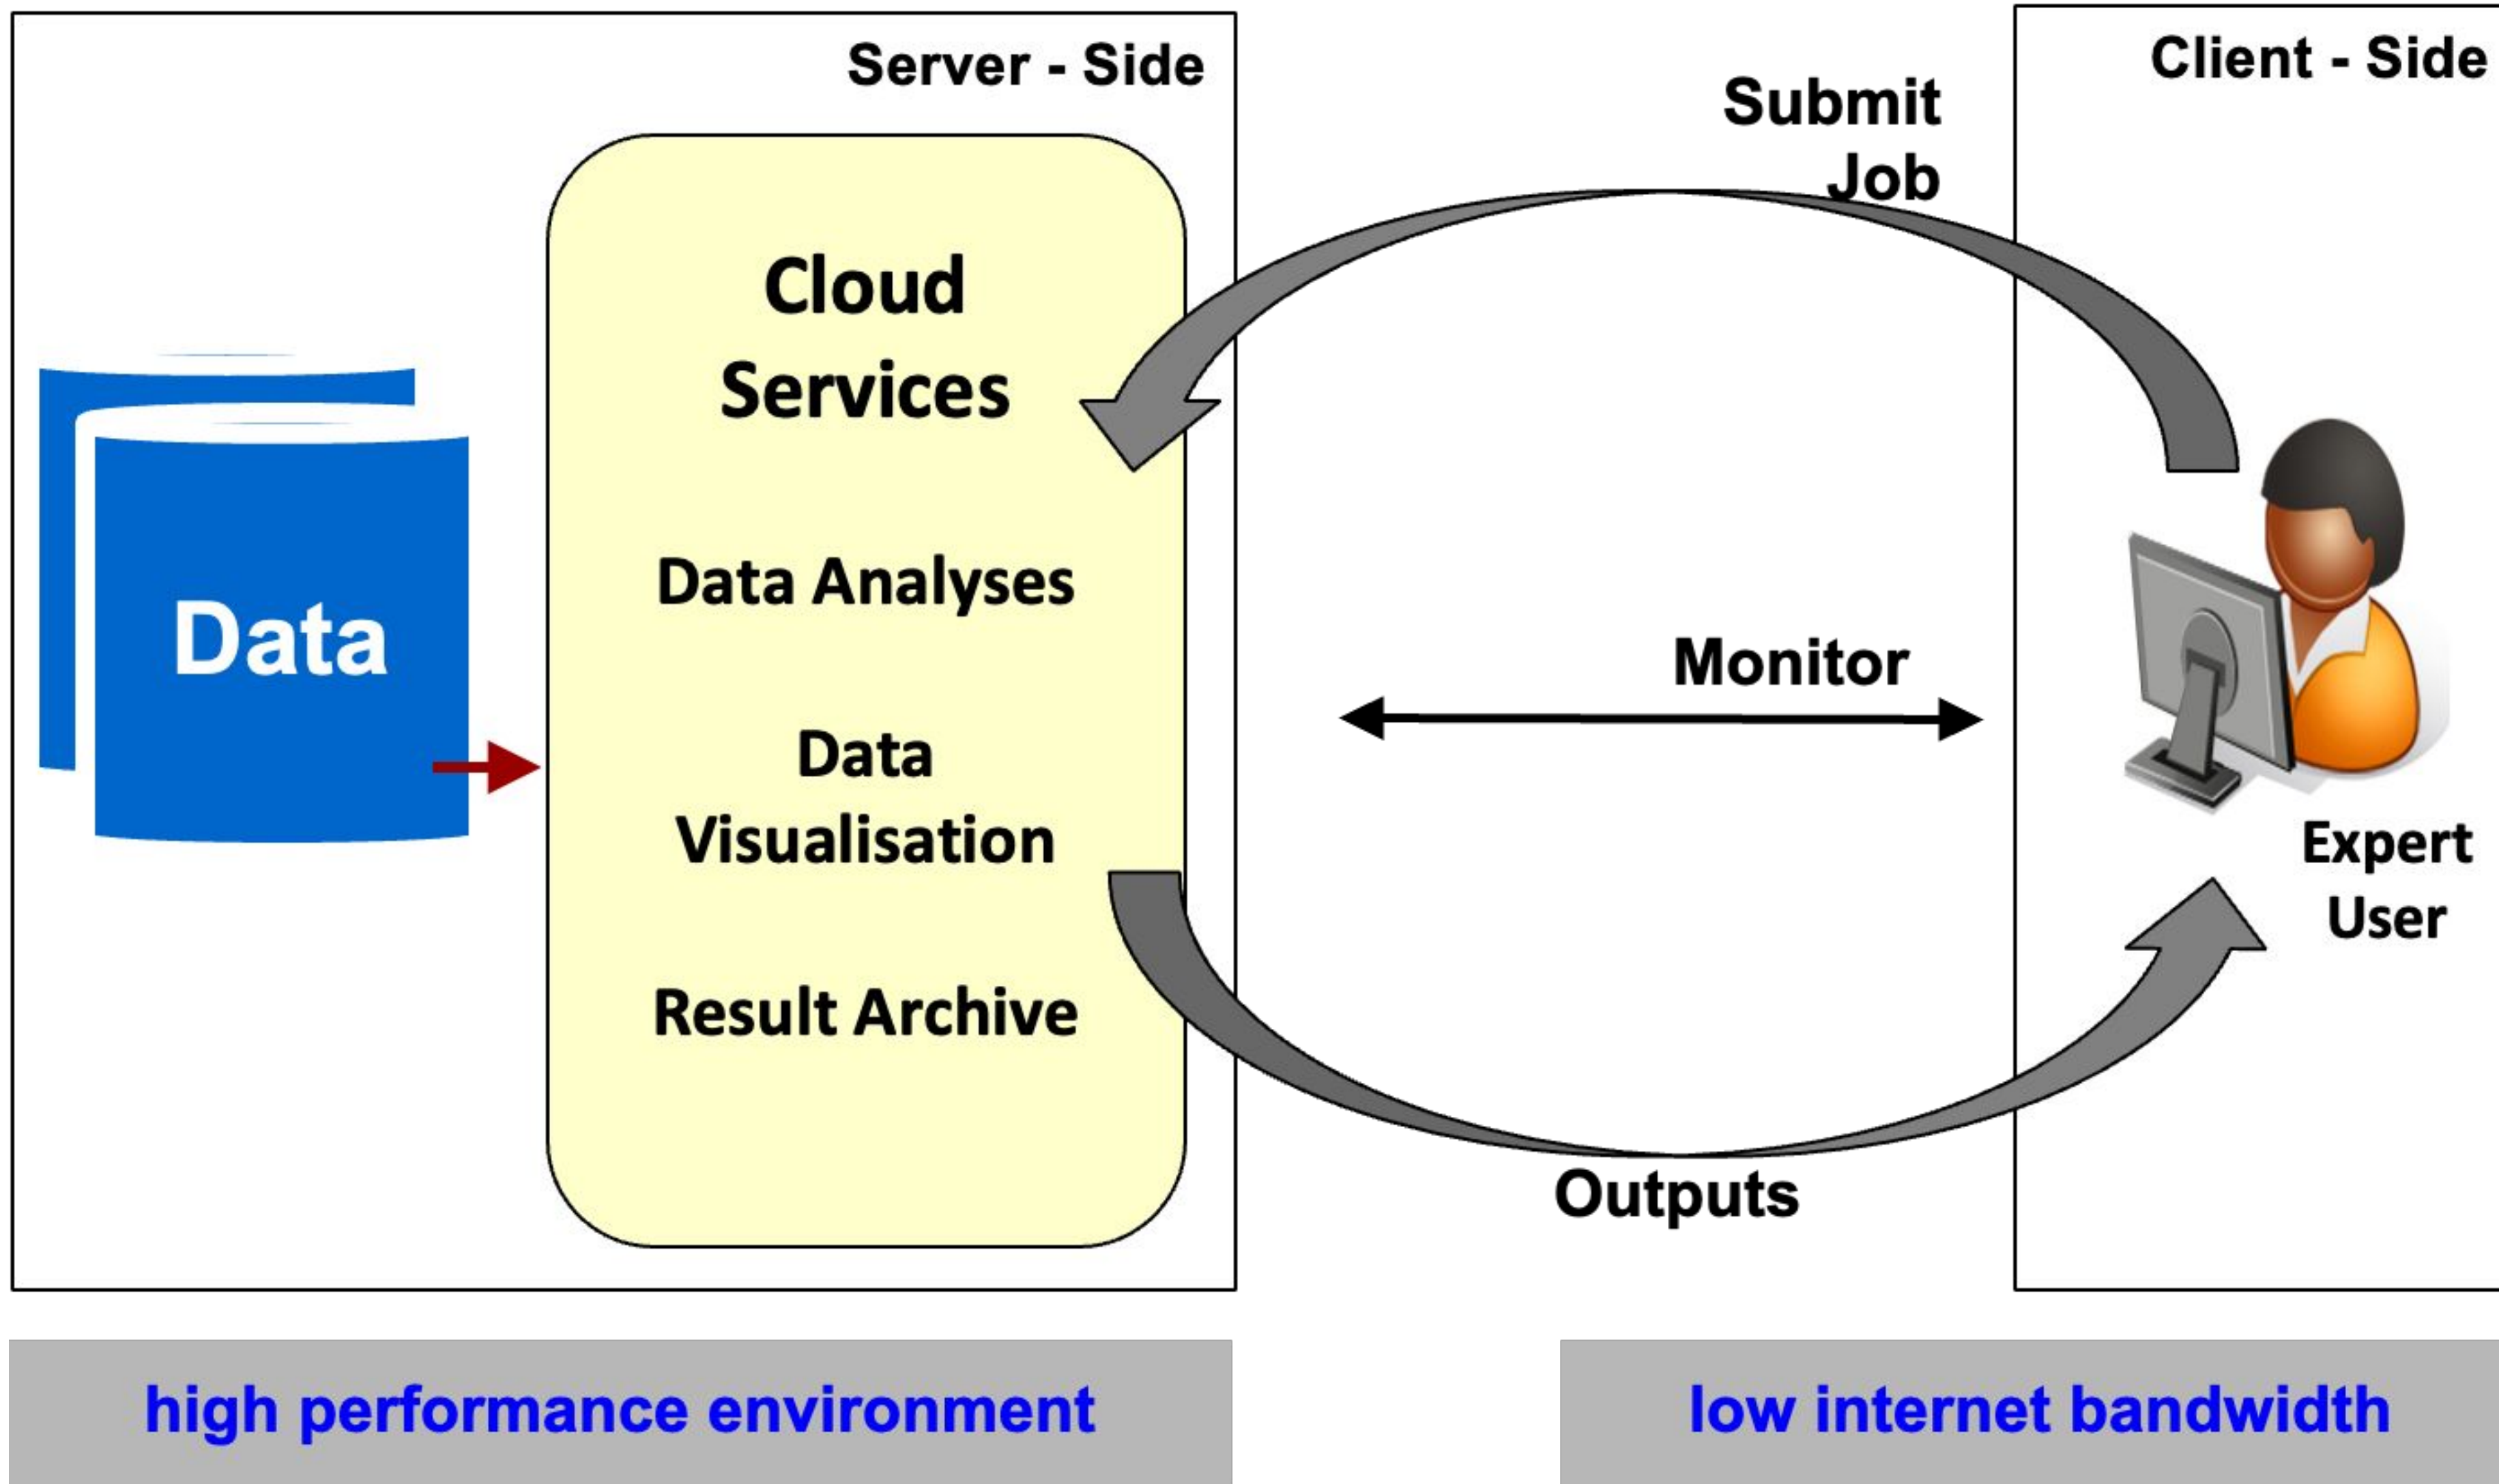 Server - Side
Client - Side
Submit
Job
Cloud
Services
Data Analyses
Data
Data
Visualisation
Monitor
Expert
User
Result Archive
Outputs
high performance environment
low internet bandwidth